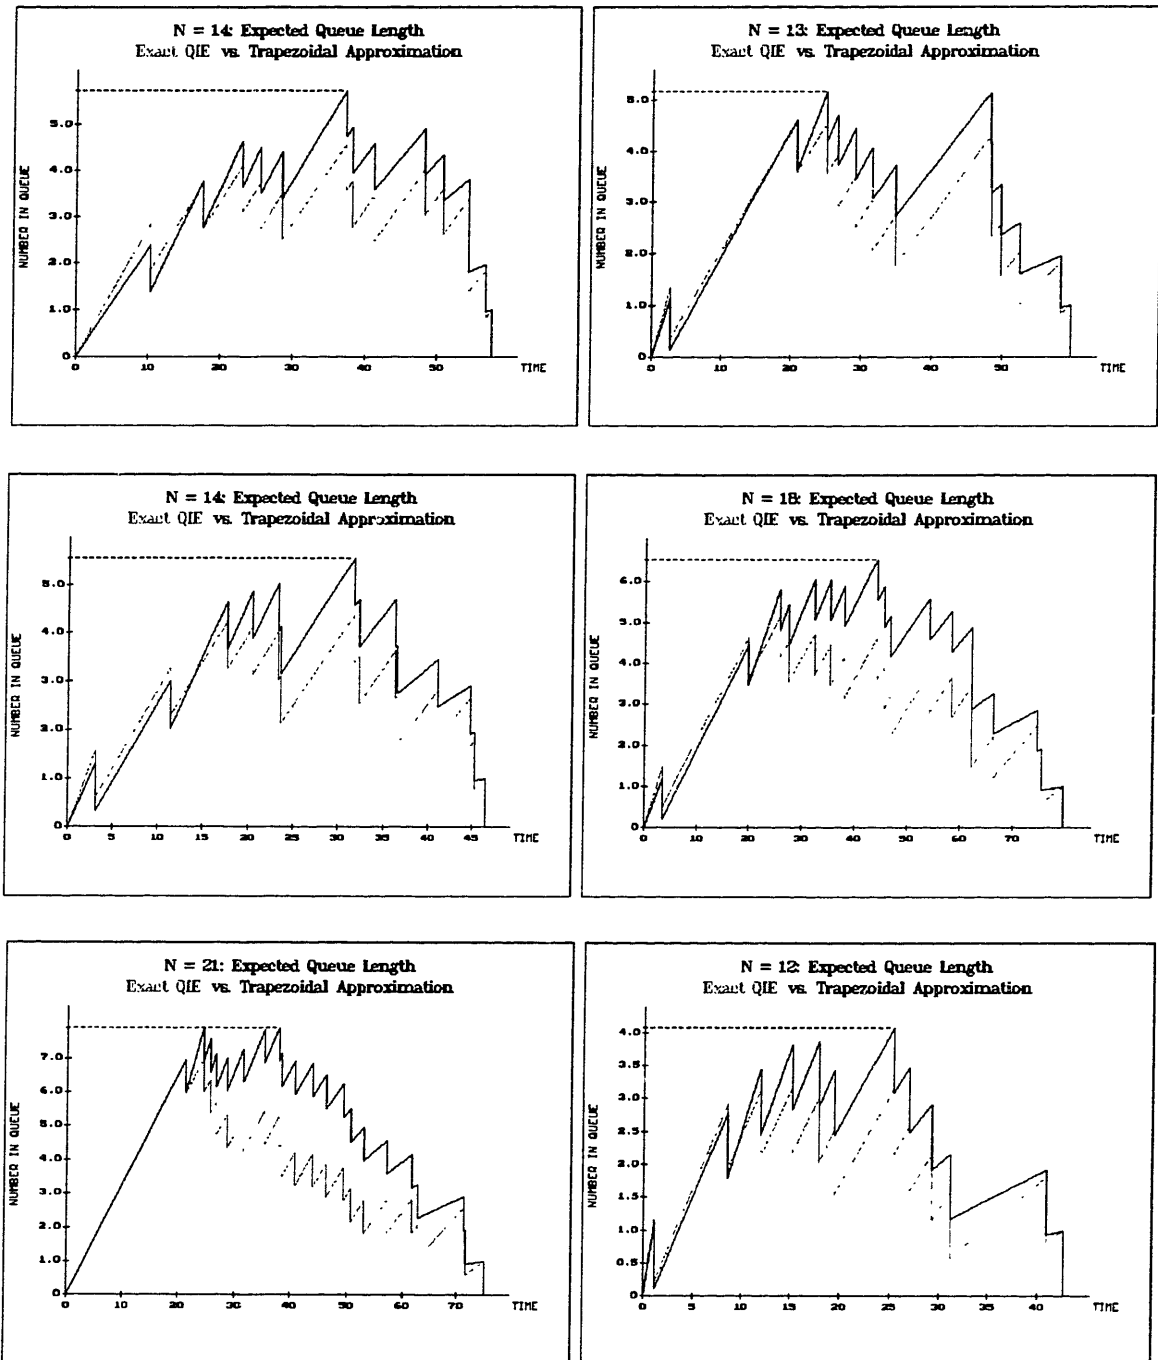 N = 14: Expected Queue Length
Exact QIE vs. Trapezoidal Approximation
NUMBER IN QUEUE
5.0
4.0
3.0
2.0
1.0
0
0 10 20 30 40 50 TIME
N = 13: Expected Queue Length
Exact QIE vs. Trapezoidal Approximation
NUMBER IN QUEUE
5.0
4.0
3.0
2.0
1.0
0
0 10 20 30 40 50 TIME
N = 14: Expected Queue Length
Exact QIE vs. Trapezoidal Approximation
NUMBER IN QUEUE
5.0
4.0
3.0
2.0
1.0
0
0 5 10 15 20 25 30 35 40 45 TIME
N = 18: Expected Queue Length
Exact QIE vs. Trapezoidal Approximation
NUMBER IN QUEUE
6.0
5.0
4.0
3.0
2.0
1.0
0
0 10 20 30 40 50 60 70 TIME
N = 21: Expected Queue Length
Exact QIE vs. Trapezoidal Approximation
NUMBER IN QUEUE
7.0
6.0
5.0
4.0
3.0
2.0
1.0
0
0 10 20 30 40 50 60 70 TIME
N = 12: Expected Queue Length
Exact QIE vs. Trapezoidal Approximation
NUMBER IN QUEUE
4.0
3.5
3.0
2.5
2.0
1.5
1.0
0.5
0
0 5 10 15 20 25 30 35 40 TIME